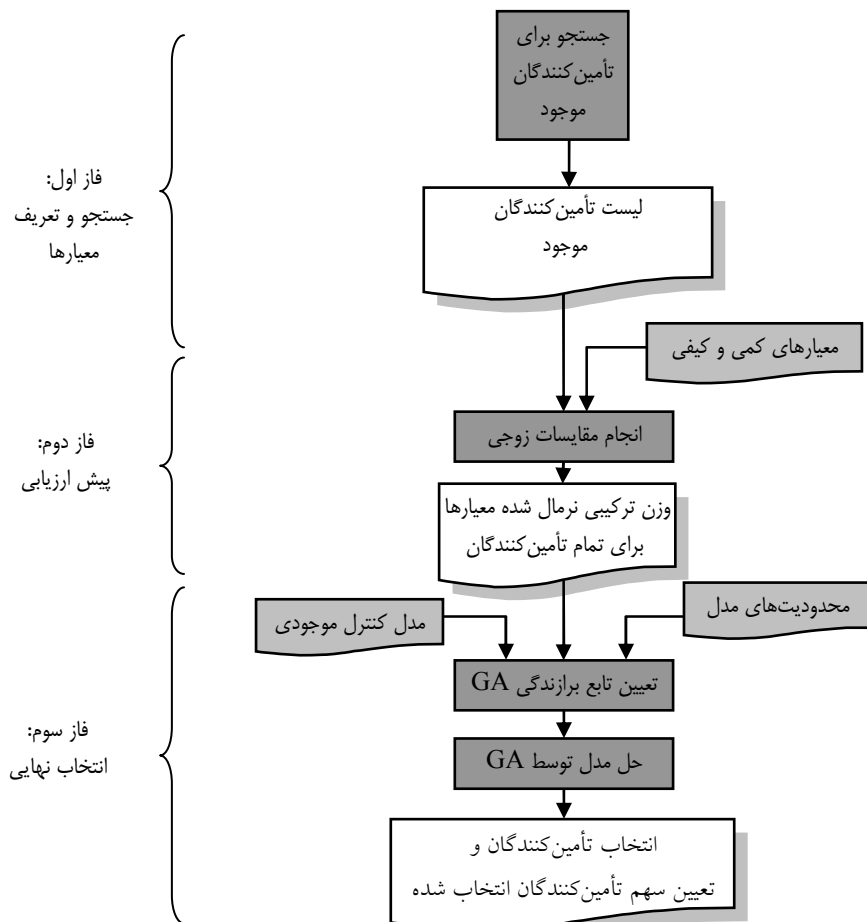 جستجو برای
تأمین‌کنندگان
موجود
فاز اول:
جستجو و تعریف
معیارها
لیست تأمین‌کنندگان
موجود
معیارهای کمی و کیفی
فاز دوم:
پیش ارزیابی
انجام مقایسات زوجی
وزن ترکیبی نرمال شده معیارها
برای تمام تأمین‌کنندگان
محدودیت‌های مدل
مدل کنترل موجودی
تعیین تابع برازندگی GA
فاز سوم:
انتخاب نهایی
حل مدل توسط GA
انتخاب تأمین‌کنندگان و
تعیین سهم تأمین‌کنندگان انتخاب شده